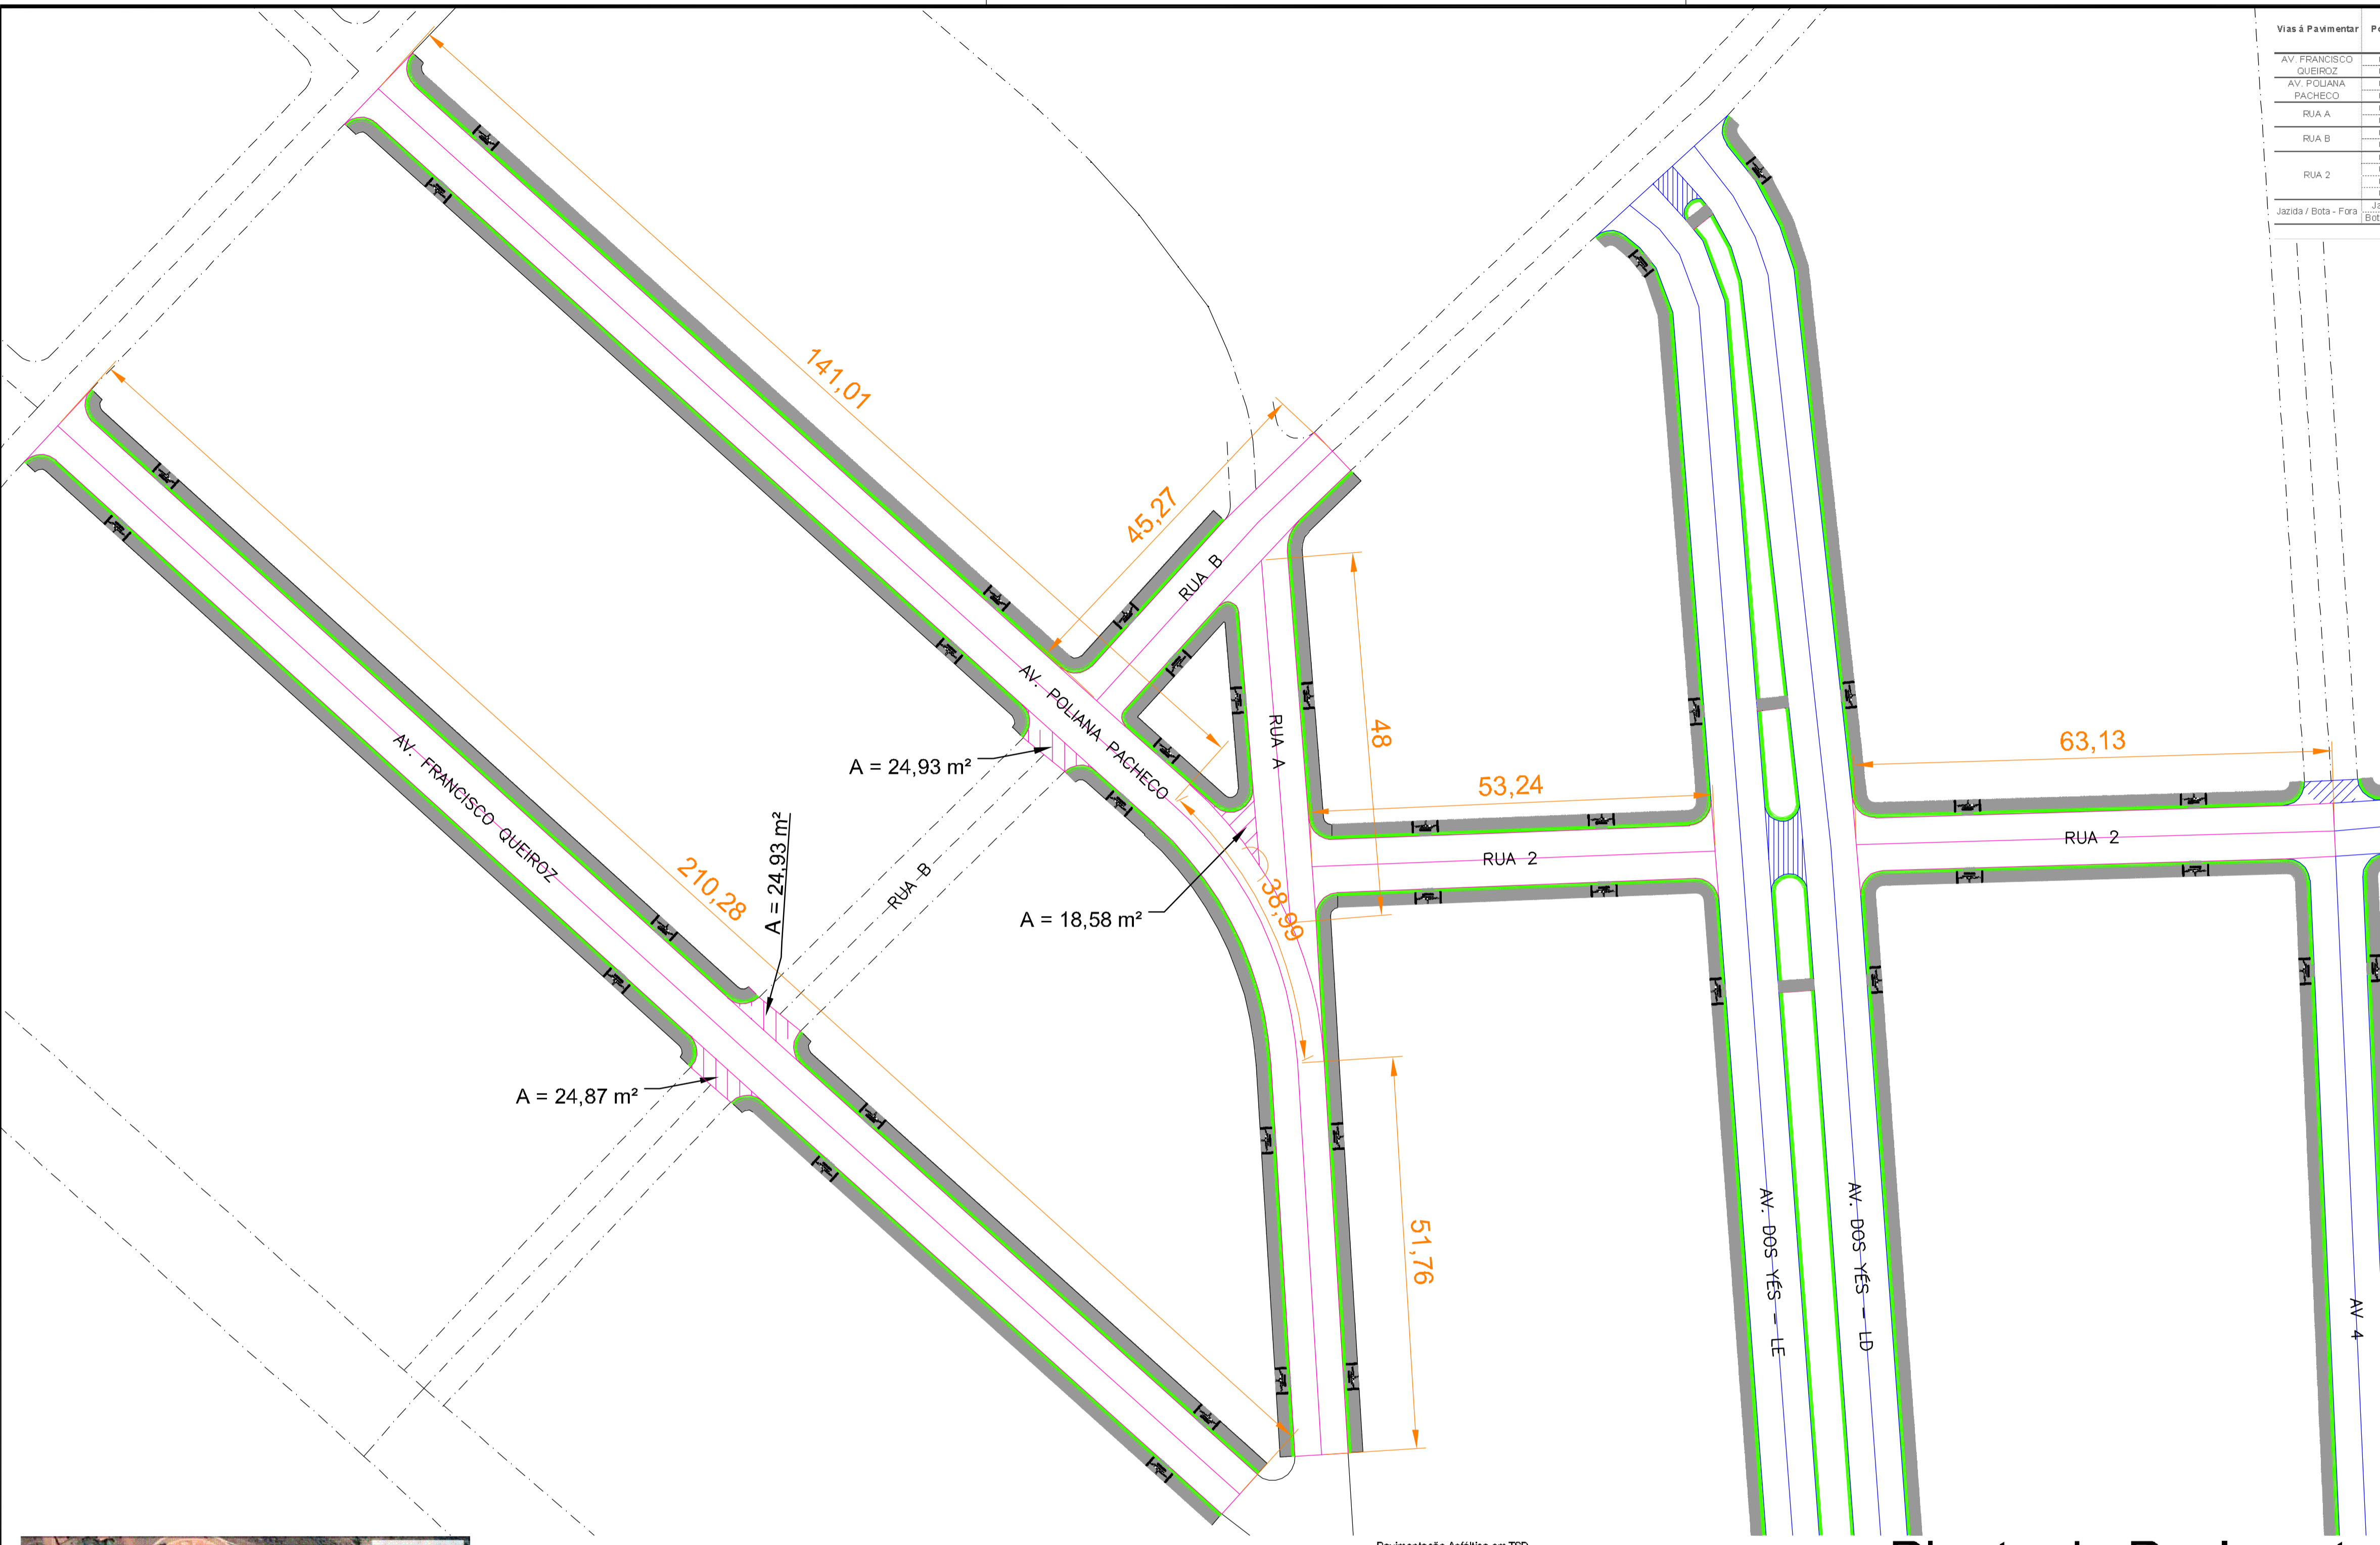 Vias á Pavimentar
AV. FRANCISCO
QUEIROZ
AV. POLIANA
PACHECO
RUA A
RUA B
RUA 2
Jazida / Bota - Fora
141,01
45,27
RUA B
AV. POLIANA PACHECO
RUA A
48
A = 24,93 m²
53,24
63,13
RUA 2
RUA 2
AV. FRANCISCO QUEIROZ
210,28
A = 24,93 m²
RUA B
A = 18,58 m²
38,99
A = 24,87 m²
51,76
AV. DOS YÉS - LE
AV. DOS YÉS - LD
AV 4